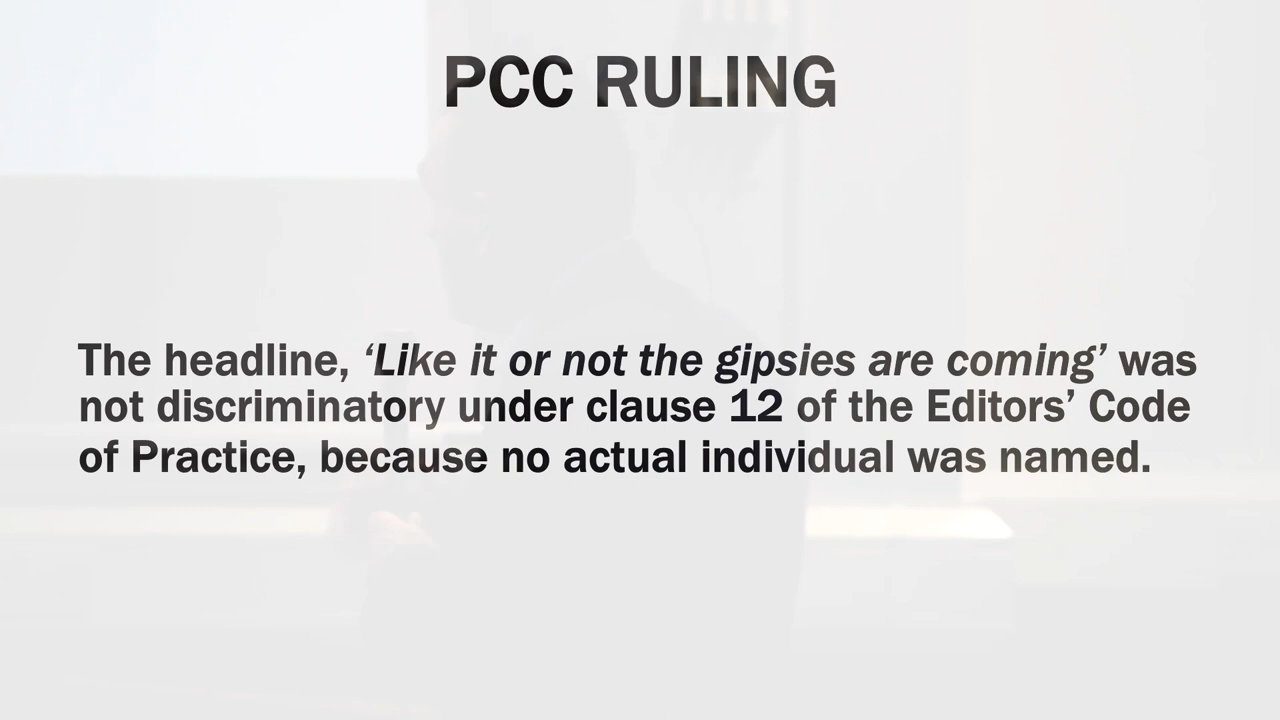 PCC RULING
The headline, ‘Like it or not the gipsies are coming’ was
not discriminatory under clause 12 of the Editors’ Code
of Practice, because no actual individual was named.